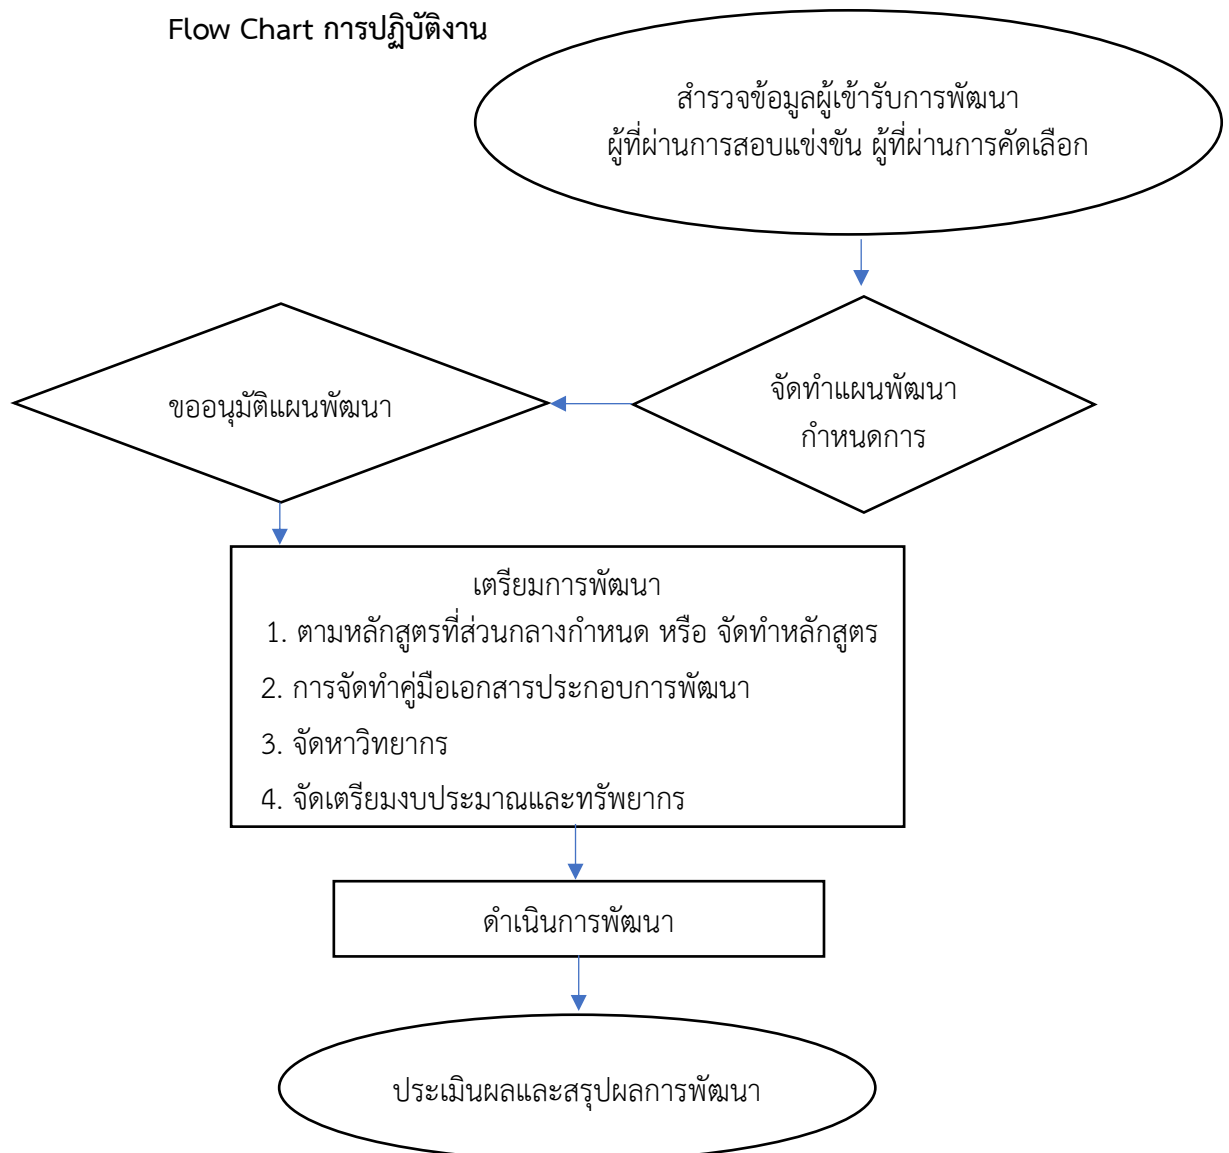 Flow Chart การปฏิบัติงาน
สำรวจข้อมูลผู้เข้ารับการพัฒนา
ผู้ที่ผ่านการสอบแข่งขัน ผู้ที่ผ่านการคัดเลือก
จัดทำแผนพัฒนา
กำหนดการ
ขออนุมัติแผนพัฒนา
เตรียมการพัฒนา
1. ตามหลักสูตรที่ส่วนกลางกำหนด หรือ จัดทำหลักสูตร
2. การจัดทำคู่มือเอกสารประกอบการพัฒนา
3. จัดหาวิทยากร
4. จัดเตรียมงบประมาณและทรัพยากร
ดำเนินการพัฒนา
ประเมินผลและสรุปผลการพัฒนา